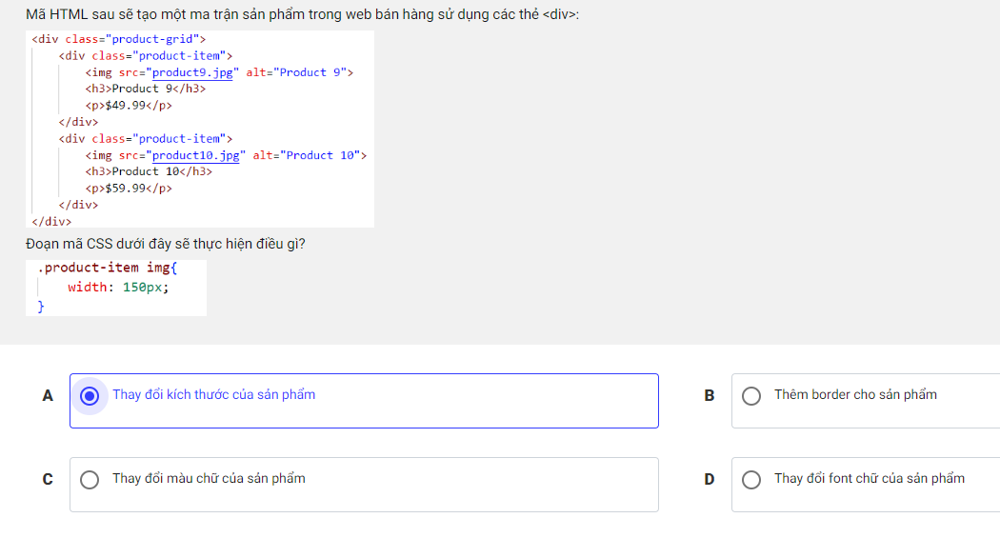 Mã HTML sau sẽ tạo một ma trận sản phẩm trong web bán hàng sử dụng các thẻ <div>:
<div class="product-grid">
<div class="product-item">
<img src="product9.jpg" alt="Product 9">
<h3>Product 9</h3>
<p>$49.99</p>
</div>
<div class="product-item">
<img src="product10.jpg" alt="Product 10">
<h3>Product 10</h3>
<p>$59.99</p>
</div>
</div>
Đoạn mã CSS dưới đây sẽ thực hiện điều gì?
.product-item img{
width: 150px;
}
A Thay đổi kích thước của sản phẩm
B Thêm border cho sản phẩm
C Thay đổi màu chữ của sản phẩm
D Thay đổi font chữ của sản phẩm